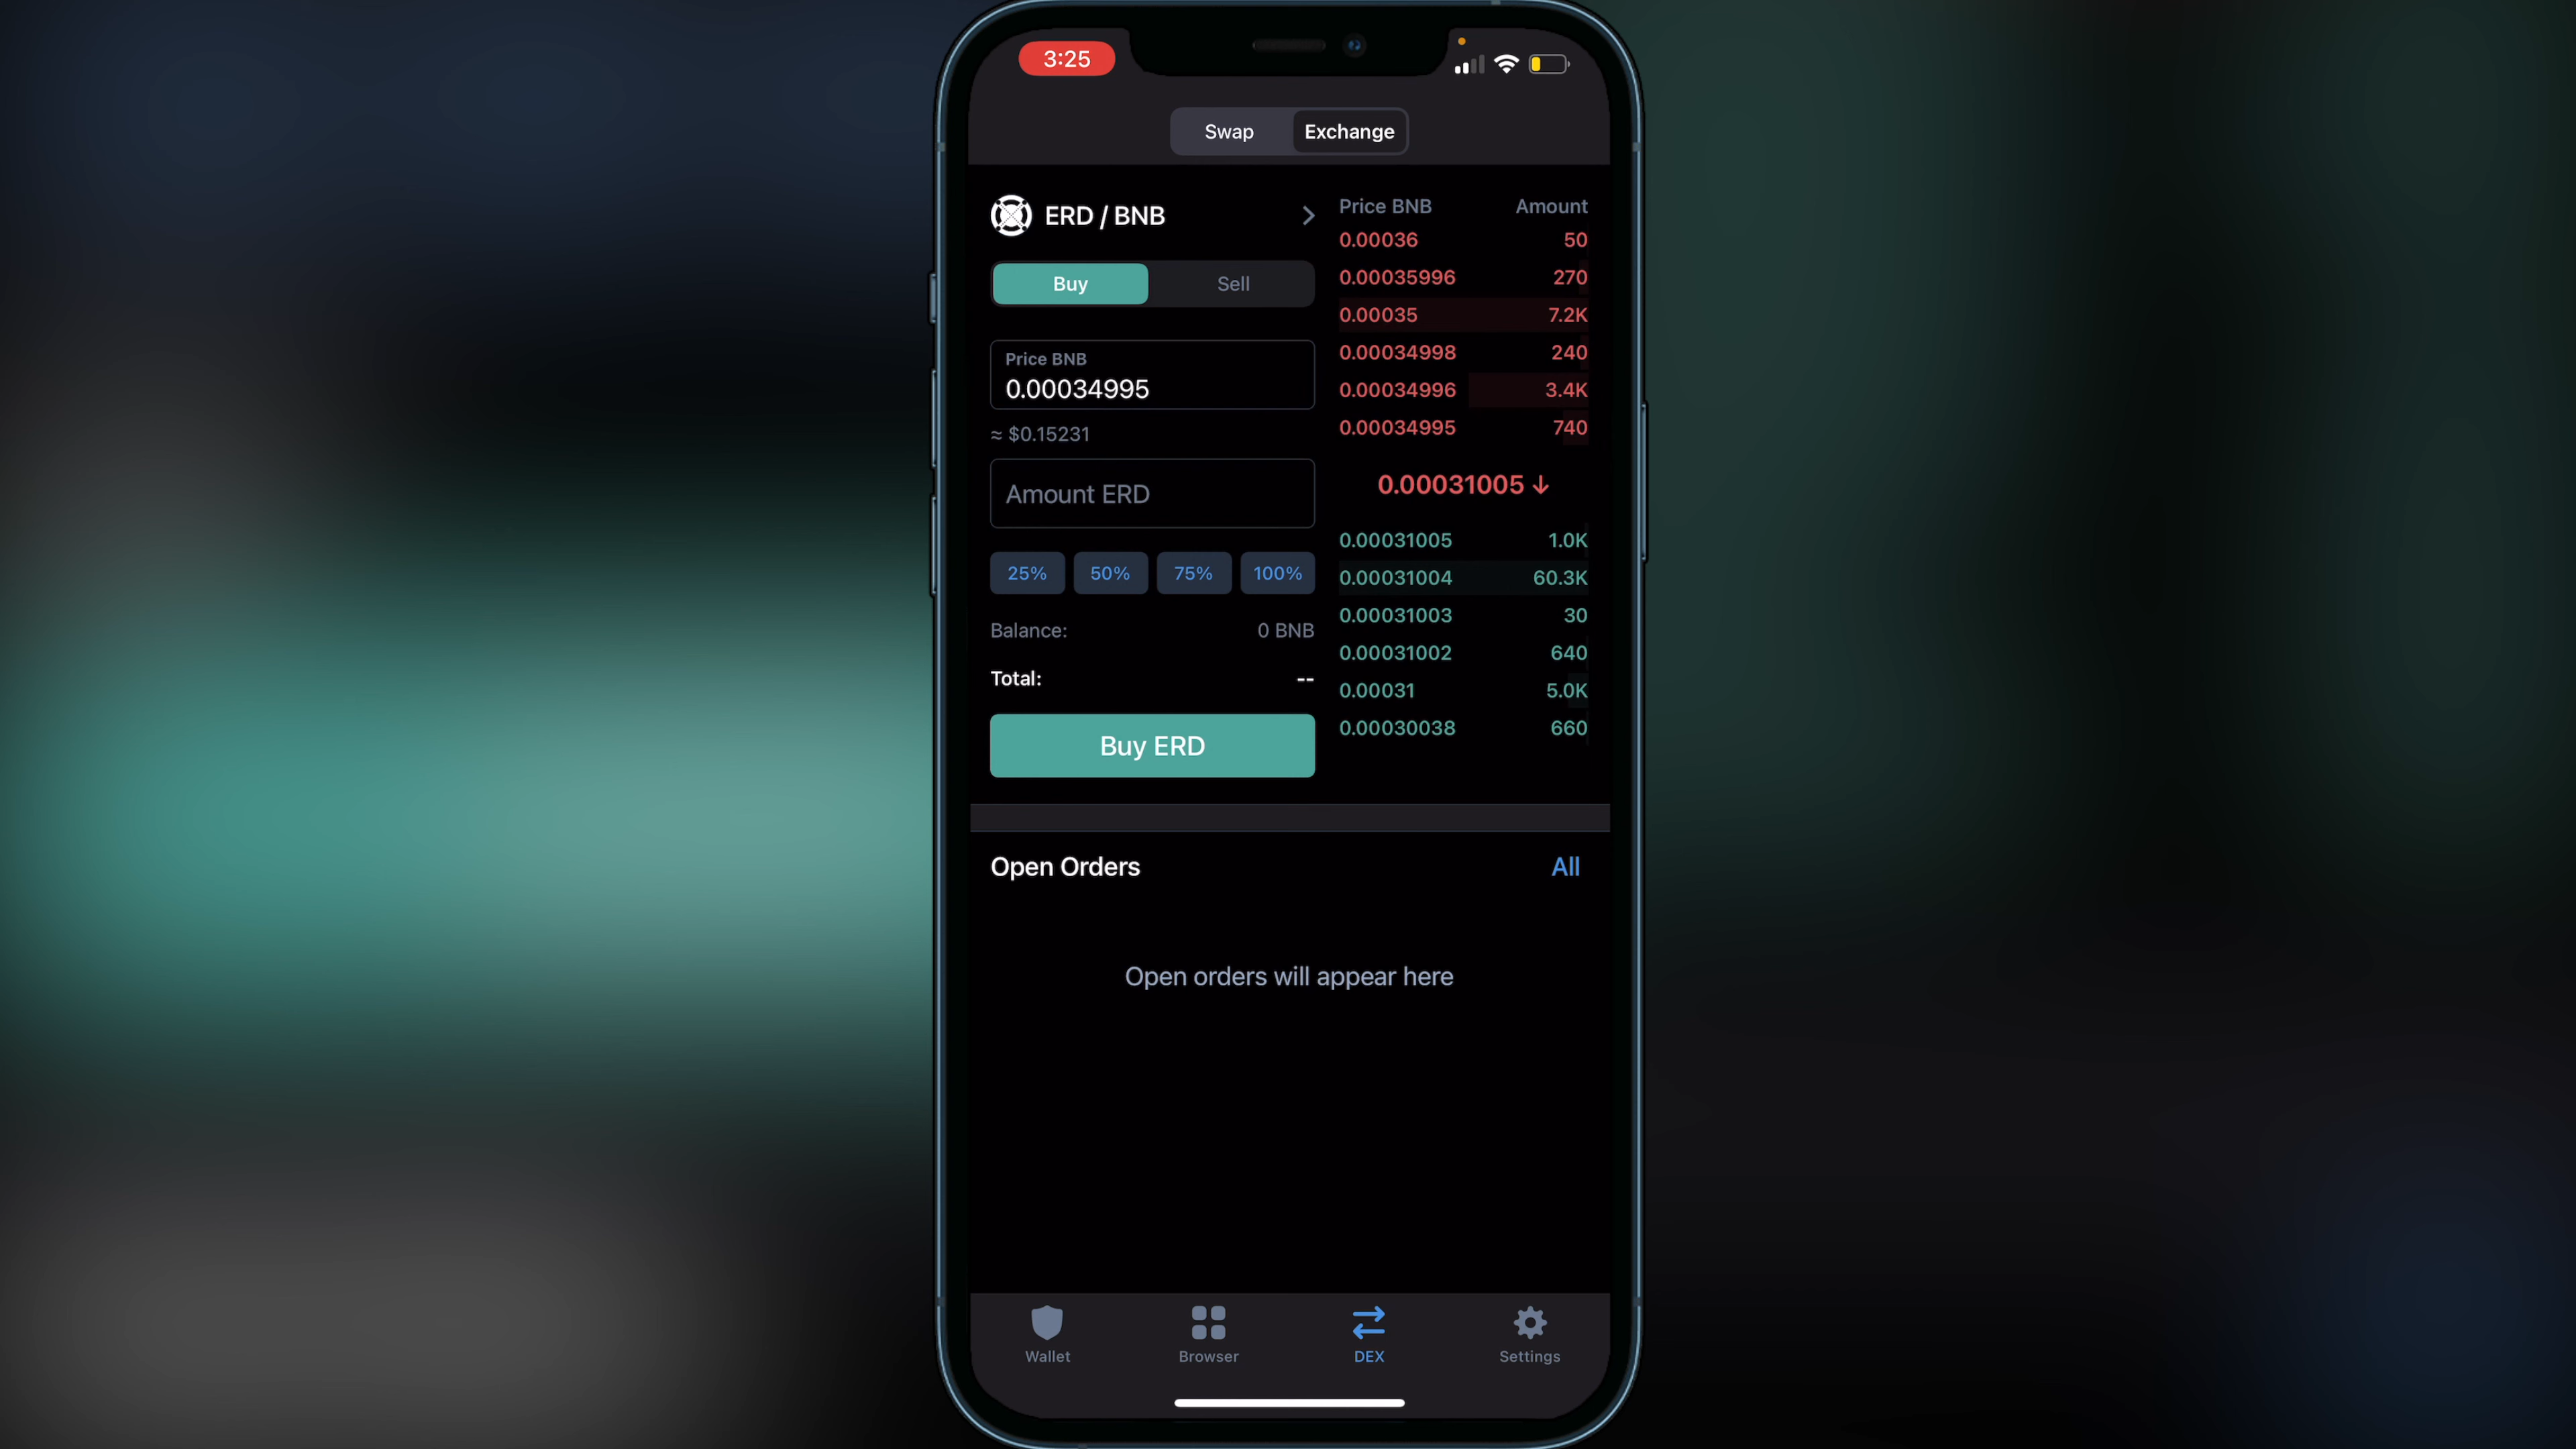 3:25
Swap Exchange
ERD / BNB
Buy Sell
Price BNB
0.00034995
≈ $0.15231
Amount ERD
25% 50% 75% 100%
Balance: 0 BNB
Total: --
Buy ERD
Price BNB Amount
0.00036 50
0.00035996 270
0.00035 7.2K
0.00034998 240
0.00034996 3.4K
0.00034995 740
0.00031005 ↓
0.00031005 1.0K
0.00031004 60.3K
0.00031003 30
0.00031002 640
0.00031 5.0K
0.00030038 660
Open Orders All
Open orders will appear here
Wallet Browser DEX Settings